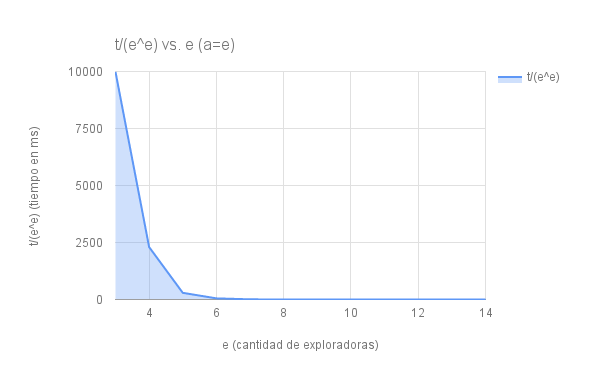 t/(e^e) vs. e (a=e)
t/(e^e)
t/(e^e) (tiempo en ms)
10000
7500
5000
2500
0
4 6 8 10 12 14
e (cantidad de exploradoras)